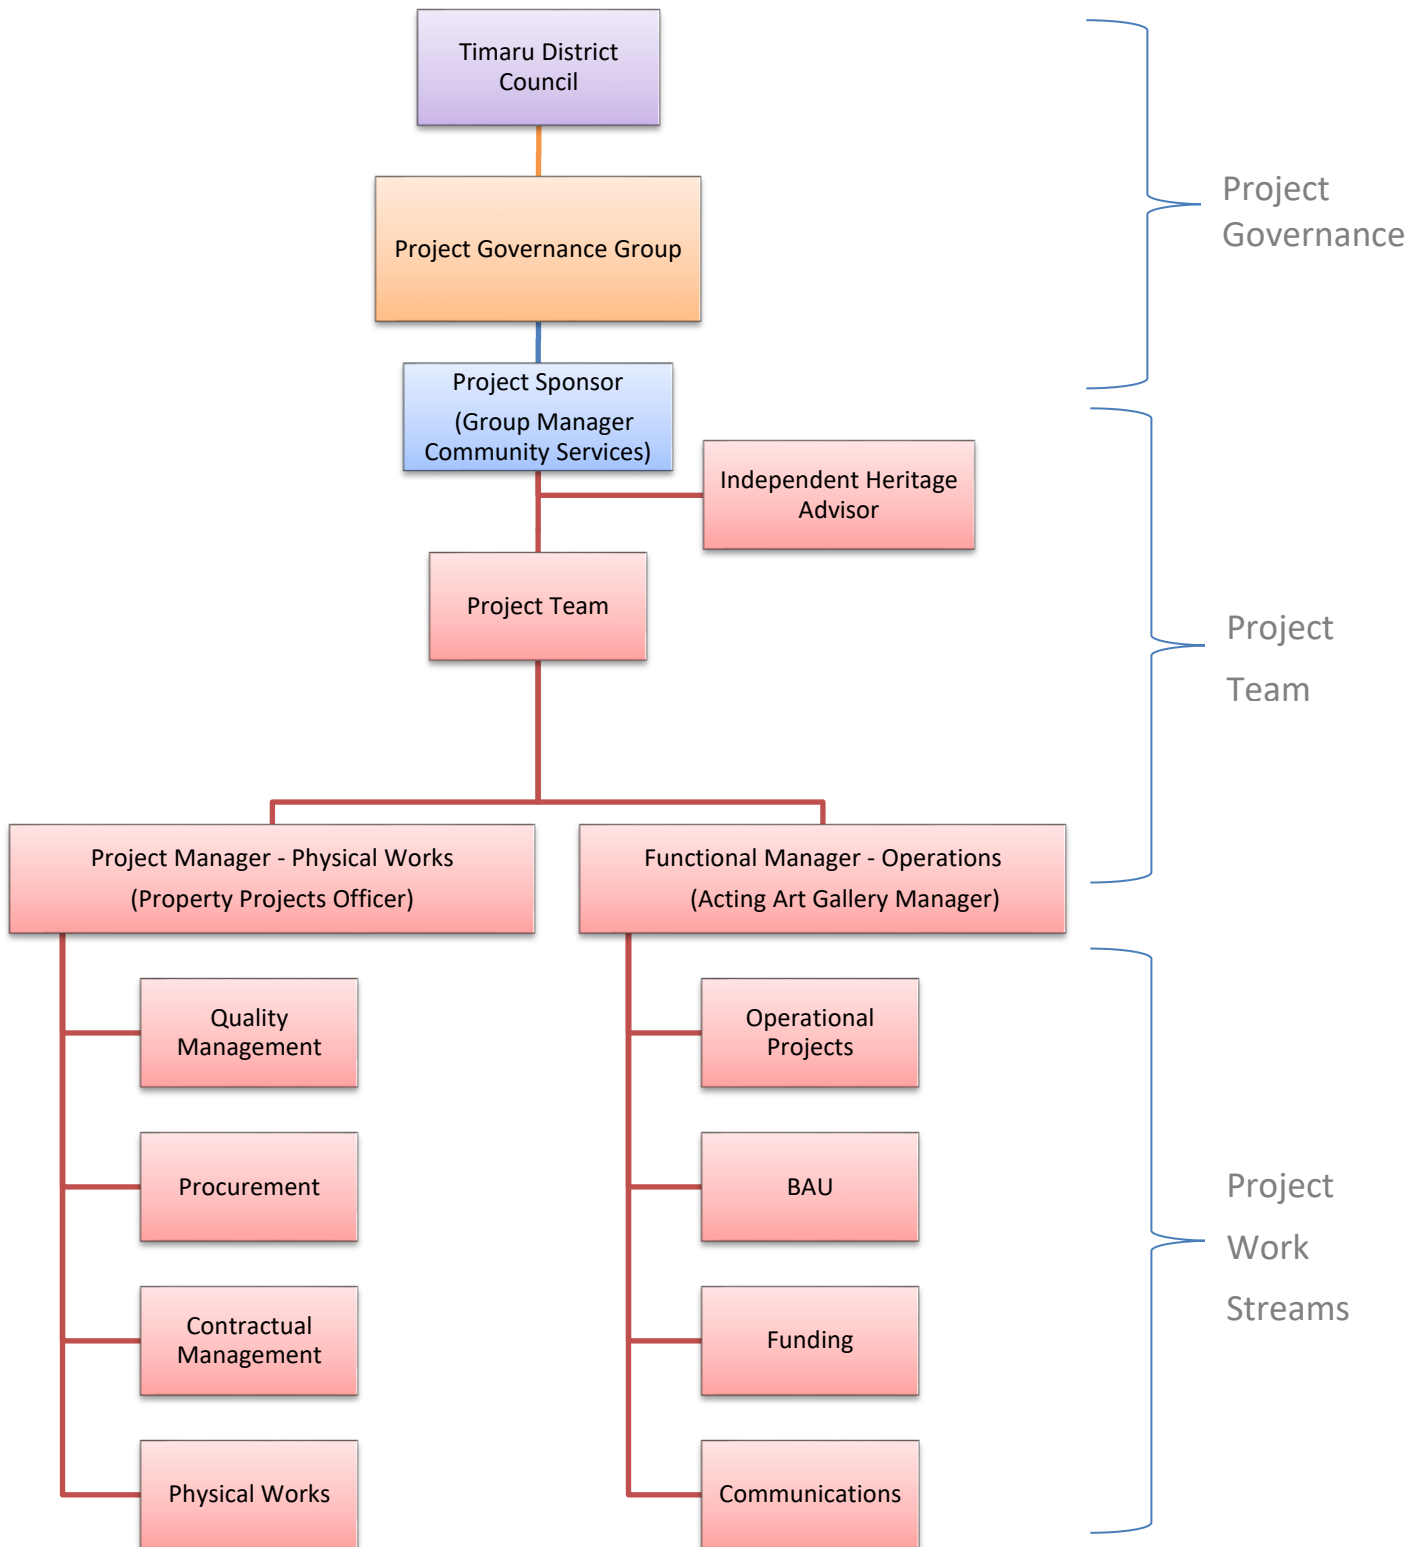 Timaru District
Council
Project Governance Group
Project
Governance
Project Sponsor
(Group Manager
Community Services)
Independent Heritage
Advisor
Project Team
Project
Team
Project Manager - Physical Works
(Property Projects Officer)
Functional Manager - Operations
(Acting Art Gallery Manager)
Quality
Management
Procurement
Contractual
Management
Physical Works
Operational
Projects
BAU
Funding
Communications
Project
Work
Streams